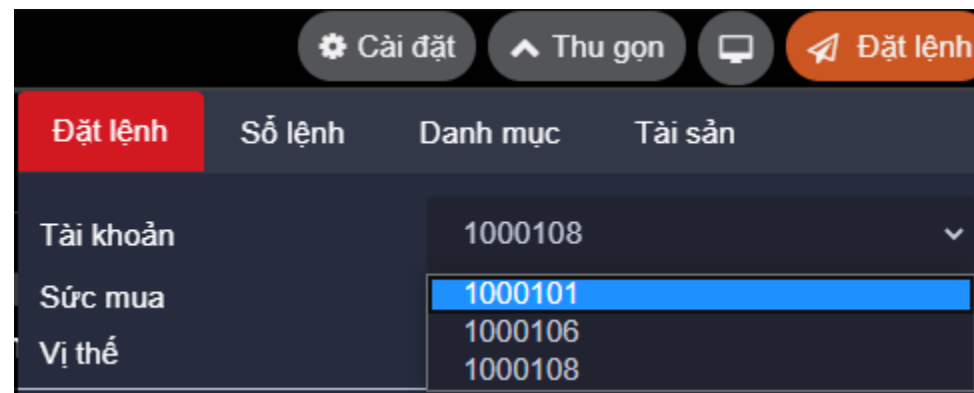 Cài đặt Thu gọn Đặt lệnh
Đặt lệnh Sổ lệnh Danh mục Tài sản
Tài khoản 1000108
Sức mua 1000101
1000106
Vị thế
1000108